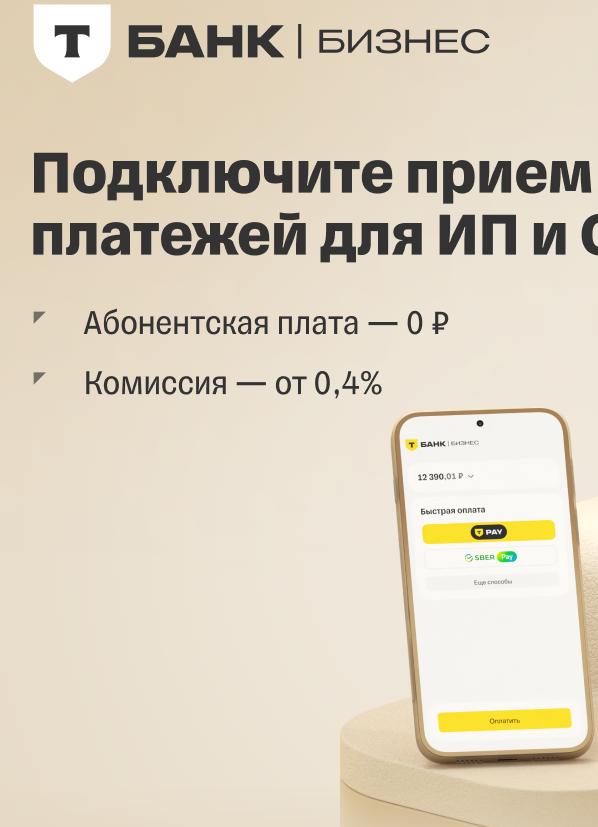 Т БАНК | БИЗНЕС
Подключите прием
платежей для ИП и
Абонентская плата — 0 ₽
Комиссия — от 0,4%
Т БАНК | БИЗНЕС
12 390,01 ₽
Быстрая оплата
Т PAY
SBER Pay
Еще способы
Оплатить